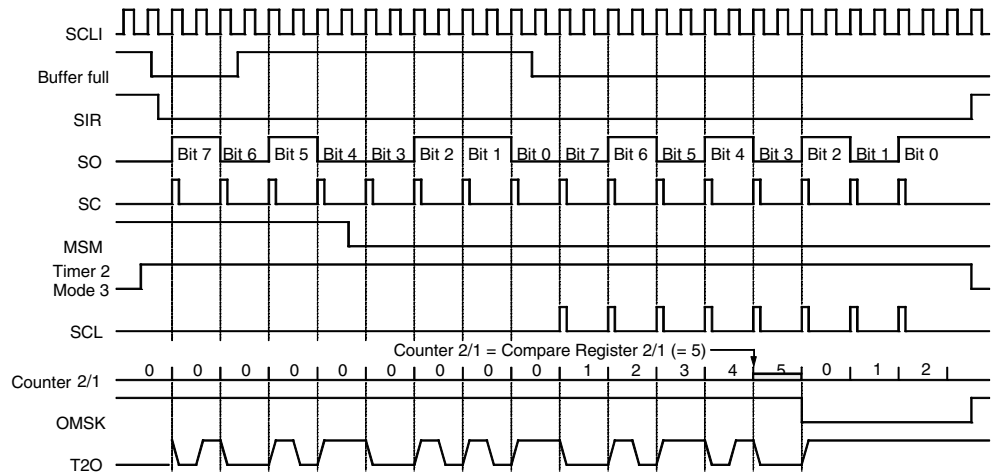 SCLI
Buffer full
SIR
SO Bit 7 Bit 6 Bit 5 Bit 4 Bit 3 Bit 2 Bit 1 Bit 0 Bit 7 Bit 6 Bit 5 Bit 4 Bit 3 Bit 2 Bit 1 Bit 0
SC
MSM
Timer 2
Mode 3
SCL
Counter 2/1 = Compare Register 2/1 (= 5)
Counter 2/1 0 0 0 0 0 0 0 0 0 1 2 3 4 5 0 1 2
OMSK
T2O